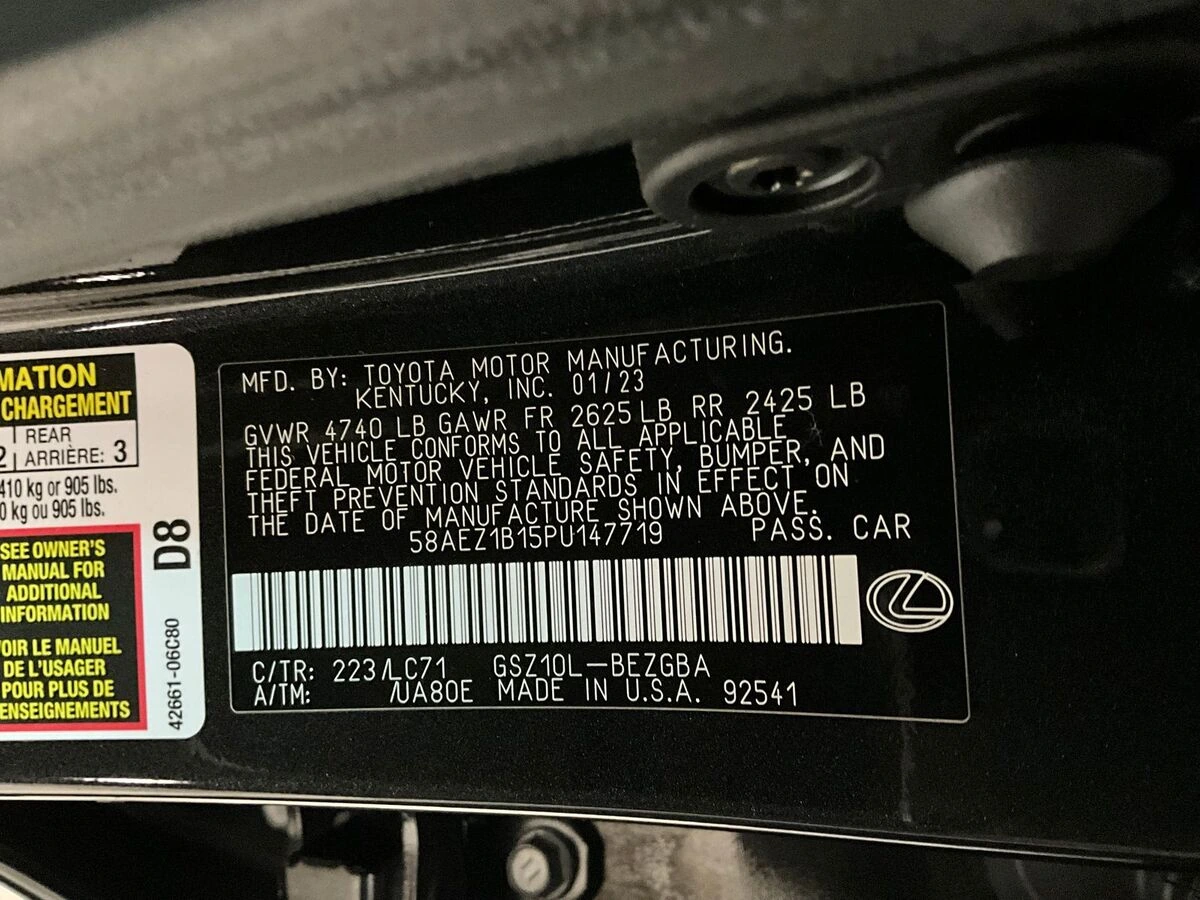 MATION
CHARGEMENT
2 REAR
ARRIÈRE: 3
410 kg or 905 lbs.
0 kg ou 905 lbs.
SEE OWNER'S
MANUAL FOR
ADDITIONAL
INFORMATION
VOIR LE MANUEL
DE L'USAGER
POUR PLUS DE
RENSEIGNEMENTS
D8
42661-06C80
MFD. BY: TOYOTA MOTOR MANUFACTURING.
KENTUCKY, INC. 01/23
GVWR 4740 LB GAWR FR 2625 LB RR 2425 LB
THIS VEHICLE CONFORMS TO ALL APPLICABLE
FEDERAL MOTOR VEHICLE SAFETY, BUMPER, AND
THEFT PREVENTION STANDARDS IN EFFECT ON
THE DATE OF MANUFACTURE SHOWN ABOVE.
58AEZ1B15PU147719 PASS. CAR
C/TR: 223/LC71 GSZ10L-BEZGBA
A/TM: /UA80E MADE IN U.S.A. 92541